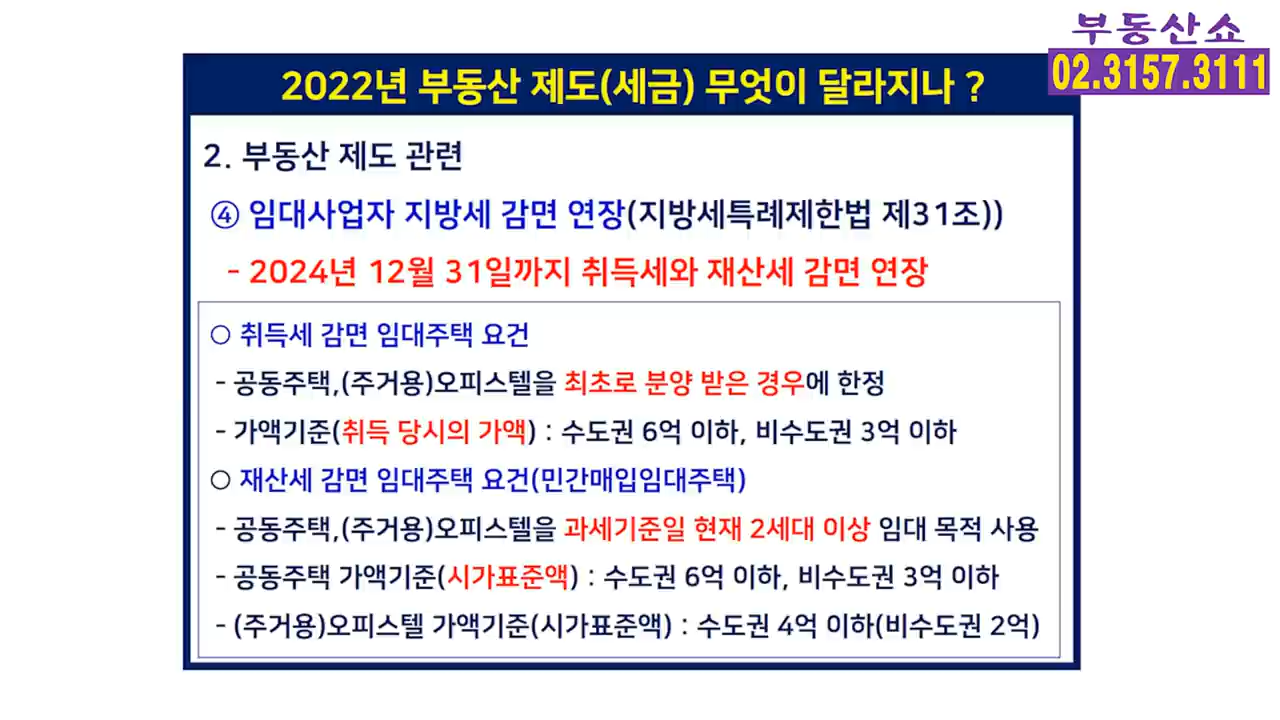 부동산쇼
02.3157.3111
2022년 부동산 제도(세금) 무엇이 달라지나 ?
2. 부동산 제도 관련
④ 임대사업자 지방세 감면 연장(지방세특례제한법 제31조))
- 2024년 12월 31일까지 취득세와 재산세 감면 연장
○ 취득세 감면 임대주택 요건
- 공동주택,(주거용)오피스텔을 최초로 분양 받은 경우에 한정
- 가액기준(취득 당시의 가액) : 수도권 6억 이하, 비수도권 3억 이하
○ 재산세 감면 임대주택 요건(민간매입임대주택)
- 공동주택,(주거용)오피스텔을 과세기준일 현재 2세대 이상 임대 목적 사용
- 공동주택 가액기준(시가표준액) : 수도권 6억 이하, 비수도권 3억 이하
- (주거용)오피스텔 가액기준(시가표준액) : 수도권 4억 이하(비수도권 2억)